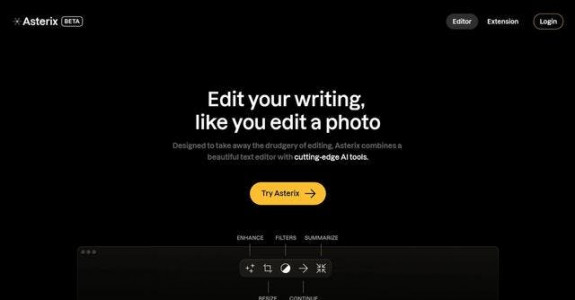 Asterix BETA
Editor Extension Login
Edit your writing,
like you edit a photo
Designed to take away the drudgery of editing, Asterix combines a
beautiful text editor with cutting-edge AI tools.
Try Asterix
ENHANCE FILTERS SUMMARIZE
RESIZE CONTINUE